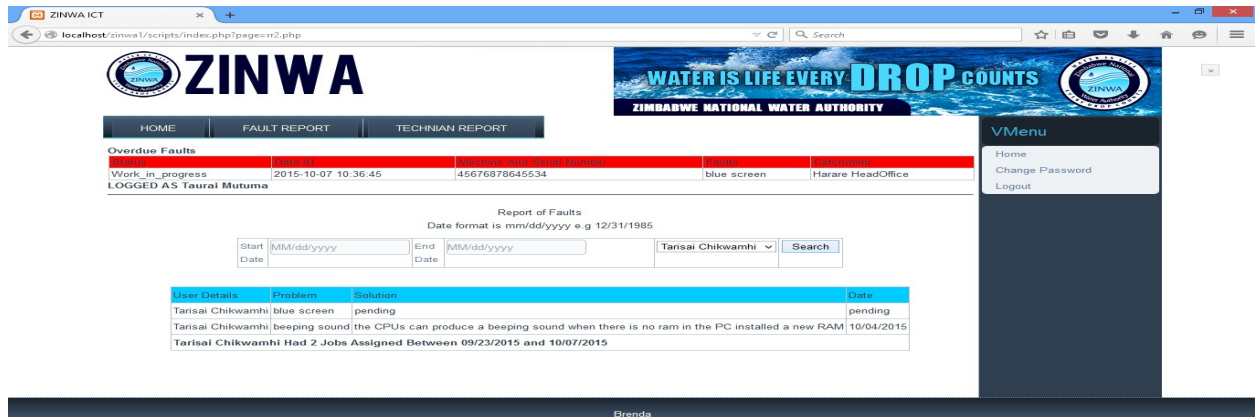 ZINWA ICT
localhost/zinwa1/scripts/index.php?page=rr2.php
Search
ZINWA
ZINWA
WATER IS LIFE EVERY DROP COUNTS
ZIMBABWE NATIONAL WATER AUTHORITY
ZINWA
HOME FAULT REPORT TECHNIAN REPORT
VMenu
Home
Change Password
Logout
Overdue Faults
Status Date IN Machine And Serial Number Faults Catchment
Work_in_progress 2015-10-07 10:36:45 45676878645534 blue screen Harare HeadOffice
LOGGED AS Taurai Mutuma
Report of Faults
Date format is mm/dd/yyyy e.g 12/31/1985
Start Date MM/dd/yyyy End Date MM/dd/yyyy Tarisai Chikwamhi Search
User Details Problem Solution Date
Tarisai Chikwamhi blue screen pending pending
Tarisai Chikwamhi beeping sound the CPUs can produce a beeping sound when there is no ram in the PC installed a new RAM 10/04/2015
Tarisai Chikwamhi Had 2 Jobs Assigned Between 09/23/2015 and 10/07/2015
Brenda